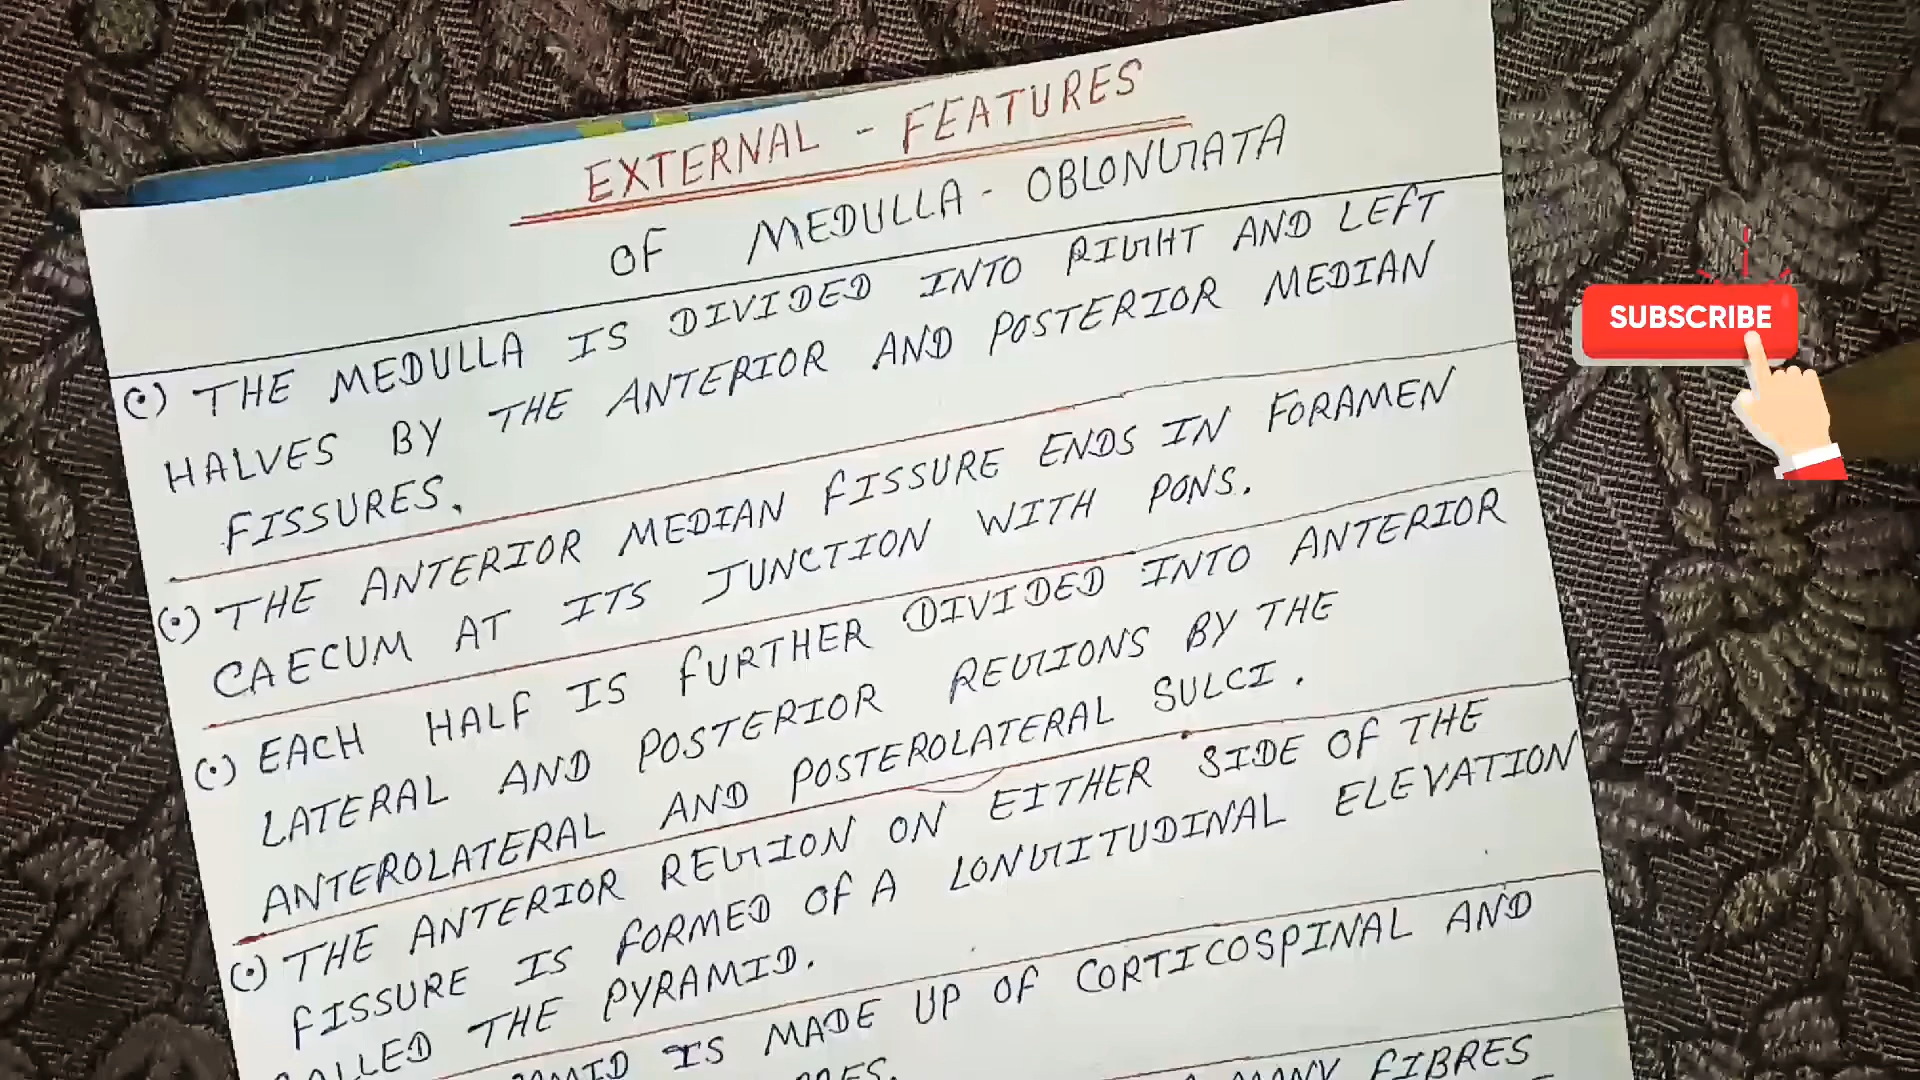 EXTERNAL - FEATURES
OF MEDULLA - OBLONGATA
(•) THE MEDULLA IS DIVIDED INTO RIGHT AND LEFT
HALVES BY THE ANTERIOR AND POSTERIOR MEDIAN
FISSURES.
(•) THE ANTERIOR MEDIAN FISSURE ENDS IN FORAMEN
CAECUM AT ITS JUNCTION WITH PONS.
(•) EACH HALF IS FURTHER DIVIDED INTO ANTERIOR
LATERAL AND POSTERIOR REGIONS BY THE
ANTEROLATERAL AND POSTEROLATERAL SULCI.
(•) THE ANTERIOR REGION ON EITHER SIDE OF THE
FISSURE IS FORMED OF A LONGITUDINAL ELEVATION
CALLED THE PYRAMID.
IS MADE UP OF CORTICOSPINAL AND
MANY FIBRES
SUBSCRIBE